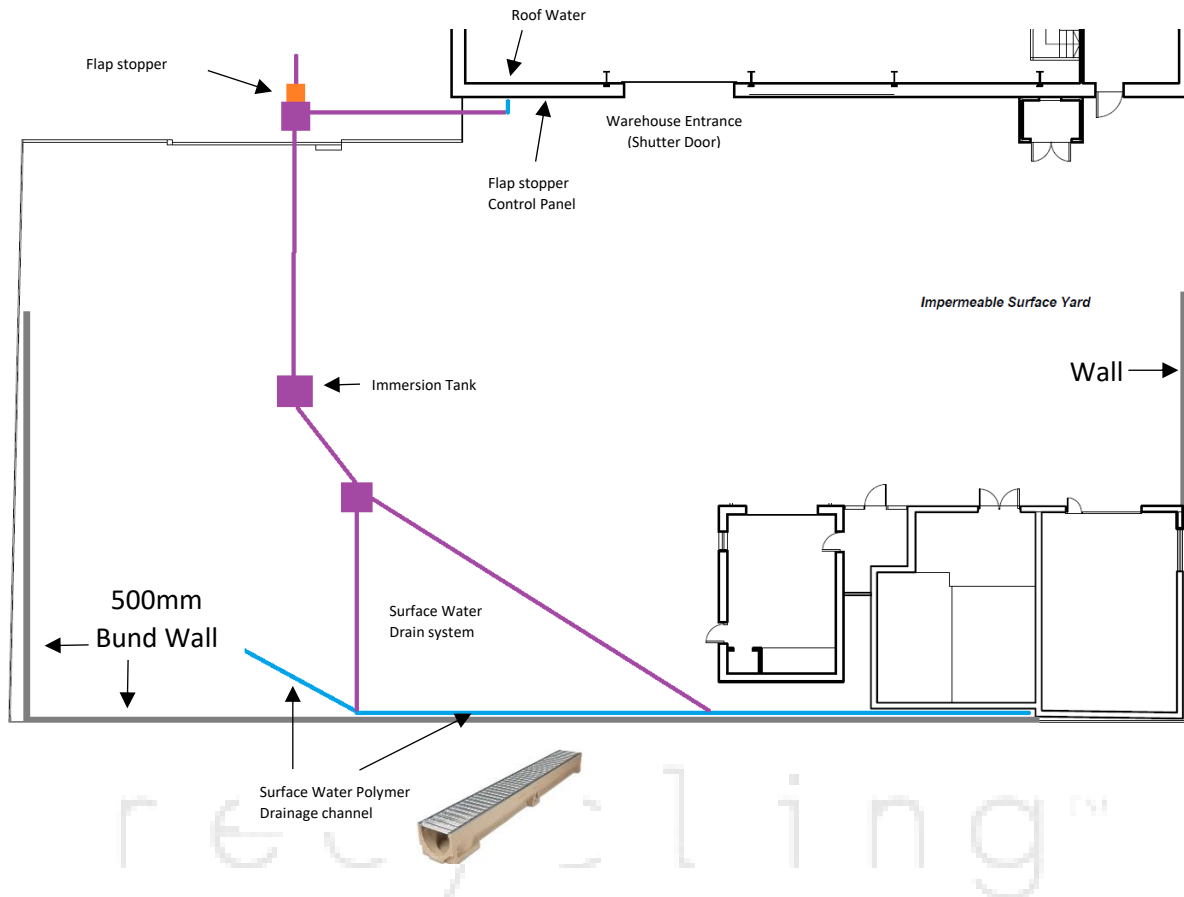 Roof Water
Flap stopper
Warehouse Entrance
(Shutter Door)
Flap stopper
Control Panel
Impermeable Surface Yard
Wall
Immersion Tank
500mm
Bund Wall
Surface Water
Drain system
Surface Water Polymer
Drainage channel
recycling™